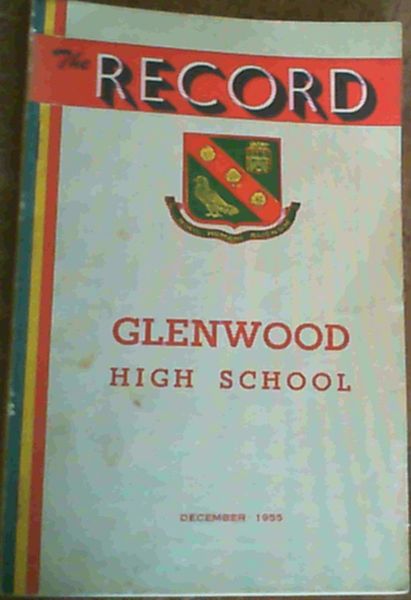 The RECORD
GLENWOOD
HIGH SCHOOL
DECEMBER 1955